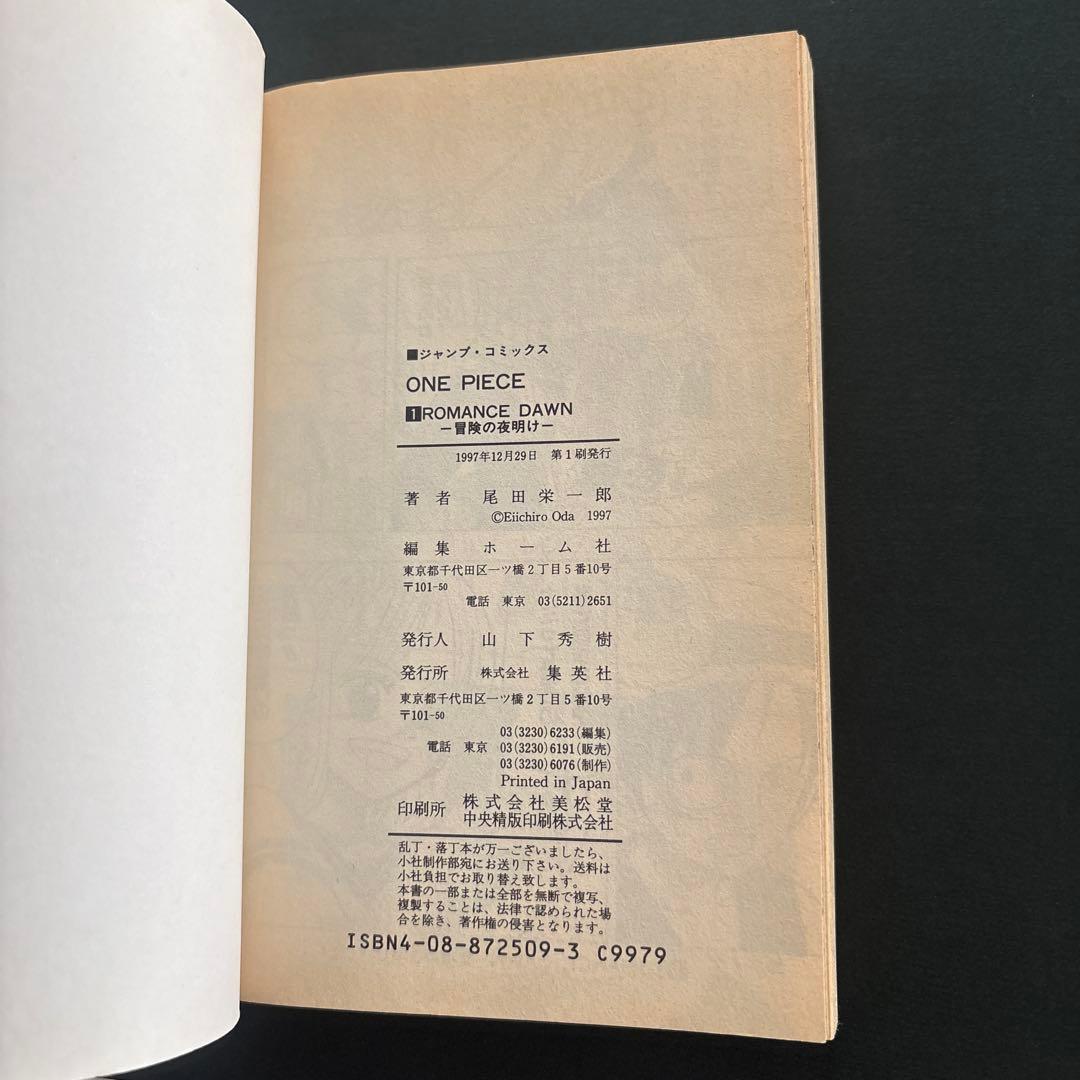 ■ジャンプ・コミックス
ONE PIECE
1 ROMANCE DAWN
ー冒険の夜明けー
1997年12月29日 第1刷発行
著者 尾田栄一郎
©Eiichiro Oda 1997
編集 ホーム社
東京都千代田区一ツ橋2丁目5番10号
〒101-50
電話 東京 03(5211)2651
発行人 山下秀樹
発行所 株式会社 集英社
東京都千代田区一ツ橋2丁目5番10号
〒101-50
03(3230)6233(編集)
電話 東京 03(3230)6191(販売)
03(3230)6076(制作)
Printed in Japan
印刷所 株式会社美松堂
中央精版印刷株式会社
乱丁・落丁本が万一ございましたら、
小社制作部宛にお送り下さい。送料は
小社負担でお取り替え致します。
本書の一部または全部を無断で複写、
複製することは、法律で認められた場
合を除き、著作権の侵害となります。
ISBN4-08-872509-3 C9979